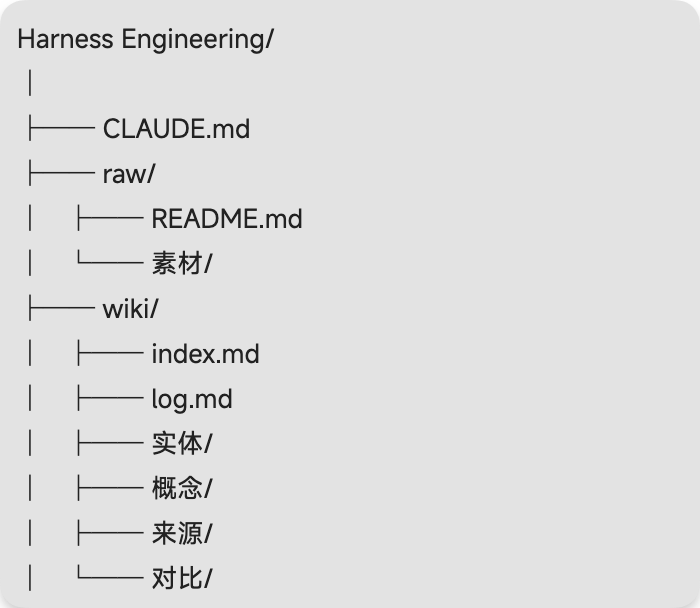 Harness Engineering/
│
├── CLAUDE.md
├── raw/
│   ├── README.md
│   └── 素材/
├── wiki/
│   ├── index.md
│   ├── log.md
│   ├── 实体/
│   ├── 概念/
│   ├── 来源/
│   └── 对比/